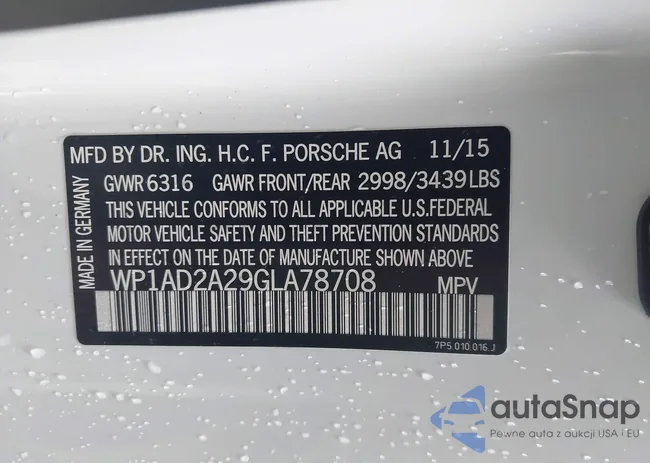 MFD BY DR. ING. H.C. F. PORSCHE AG 11/15
GVWR 6316 GAWR FRONT/REAR 2998/3439 LBS
THIS VEHICLE CONFORMS TO ALL APPLICABLE U.S.FEDERAL
MOTOR VEHICLE SAFETY AND THEFT PREVENTION STANDARDS
IN EFFECT ON THE DATE OF MANUFACTURE SHOWN ABOVE
WP1AD2A29GLA78708 MPV
7P5.010.016.J
MADE IN GERMANY
autoSnap
Pewne auta z aukcji USA i EU